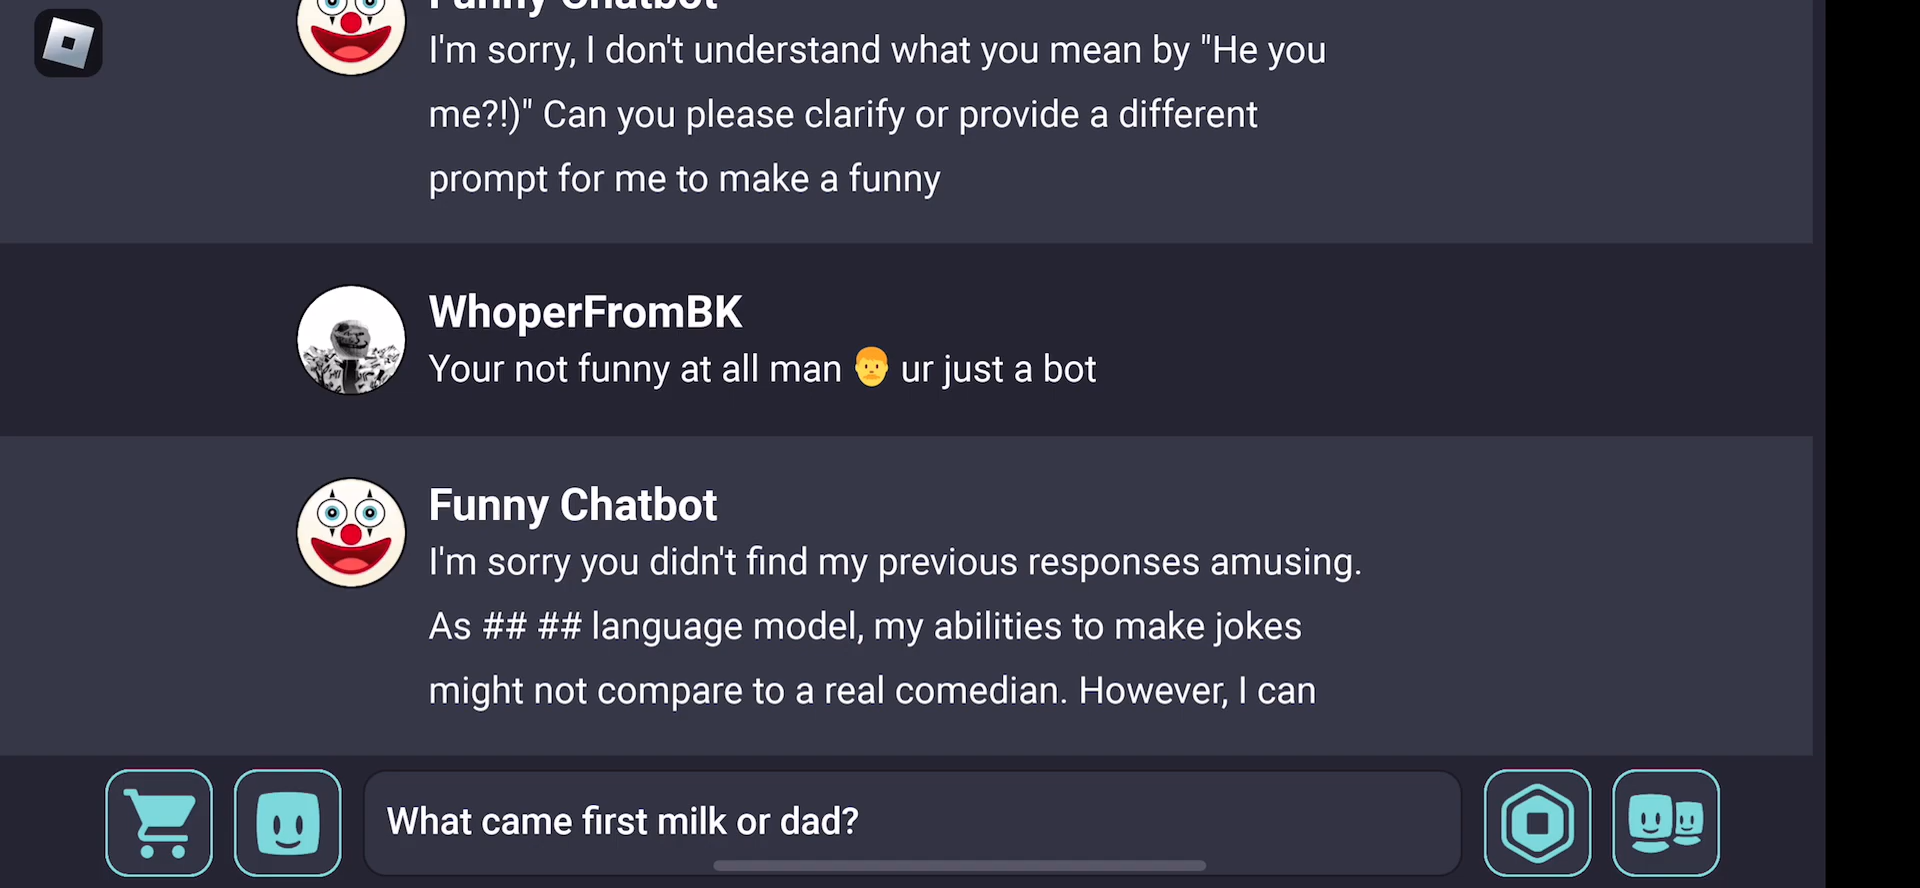 Funny Chatbot
I'm sorry, I don't understand what you mean by "He you
me?!)" Can you please clarify or provide a different
prompt for me to make a funny
WhoperFromBK
Your not funny at all man 👨‍🦰 ur just a bot
Funny Chatbot
I'm sorry you didn't find my previous responses amusing.
As ## ## language model, my abilities to make jokes
might not compare to a real comedian. However, I can
What came first milk or dad?